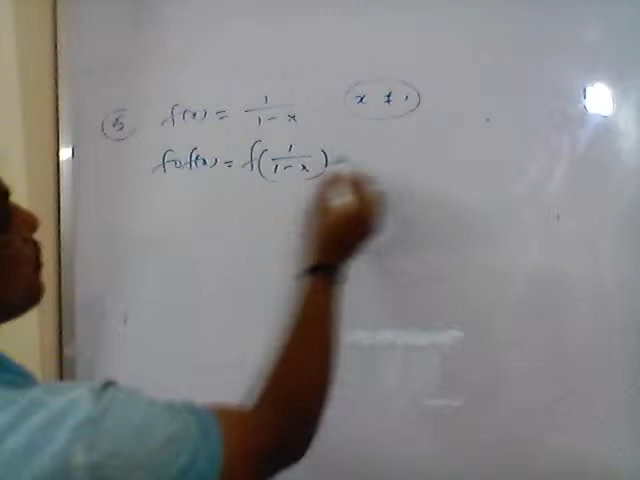 (5) f(x) = 1/(1 - x) x ≠ 1
fof(x) = f(1/(1 - x)) =